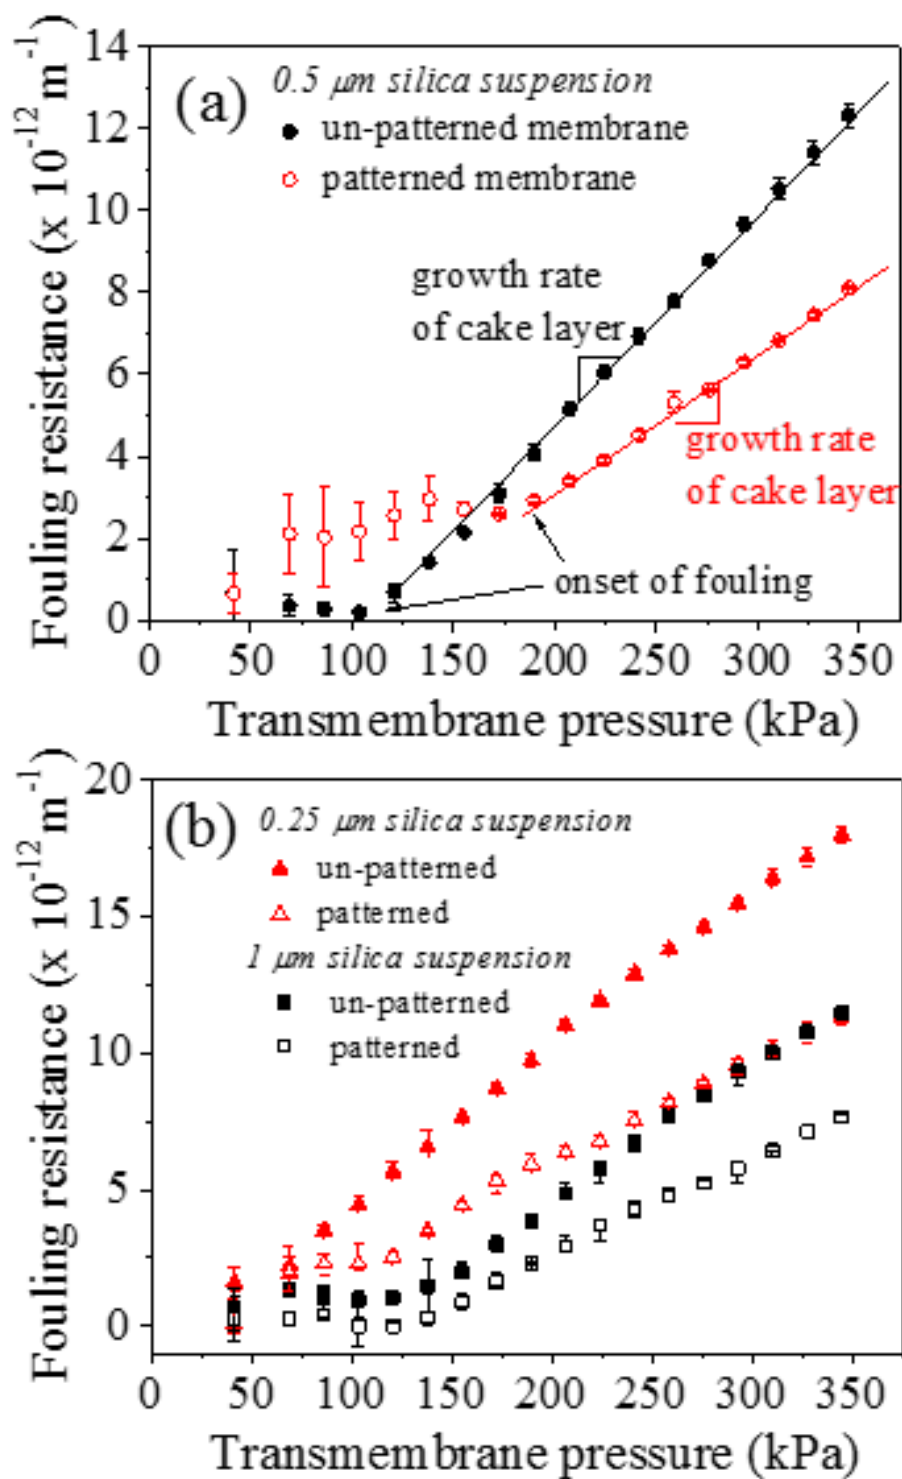 Fouling resistance (x 10⁻¹² m⁻¹)
14
12
10
8
6
4
2
0
(a)
0.5 μm silica suspension
un-patterned membrane
patterned membrane
growth rate
of cake layer
growth rate
of cake layer
onset of fouling
0 50 100 150 200 250 300 350
Transmembrane pressure (kPa)
Fouling resistance (x 10⁻¹² m⁻¹)
20
15
10
5
0
(b)
0.25 μm silica suspension
un-patterned
patterned
1 μm silica suspension
un-patterned
patterned
0 50 100 150 200 250 300 350
Transmembrane pressure (kPa)